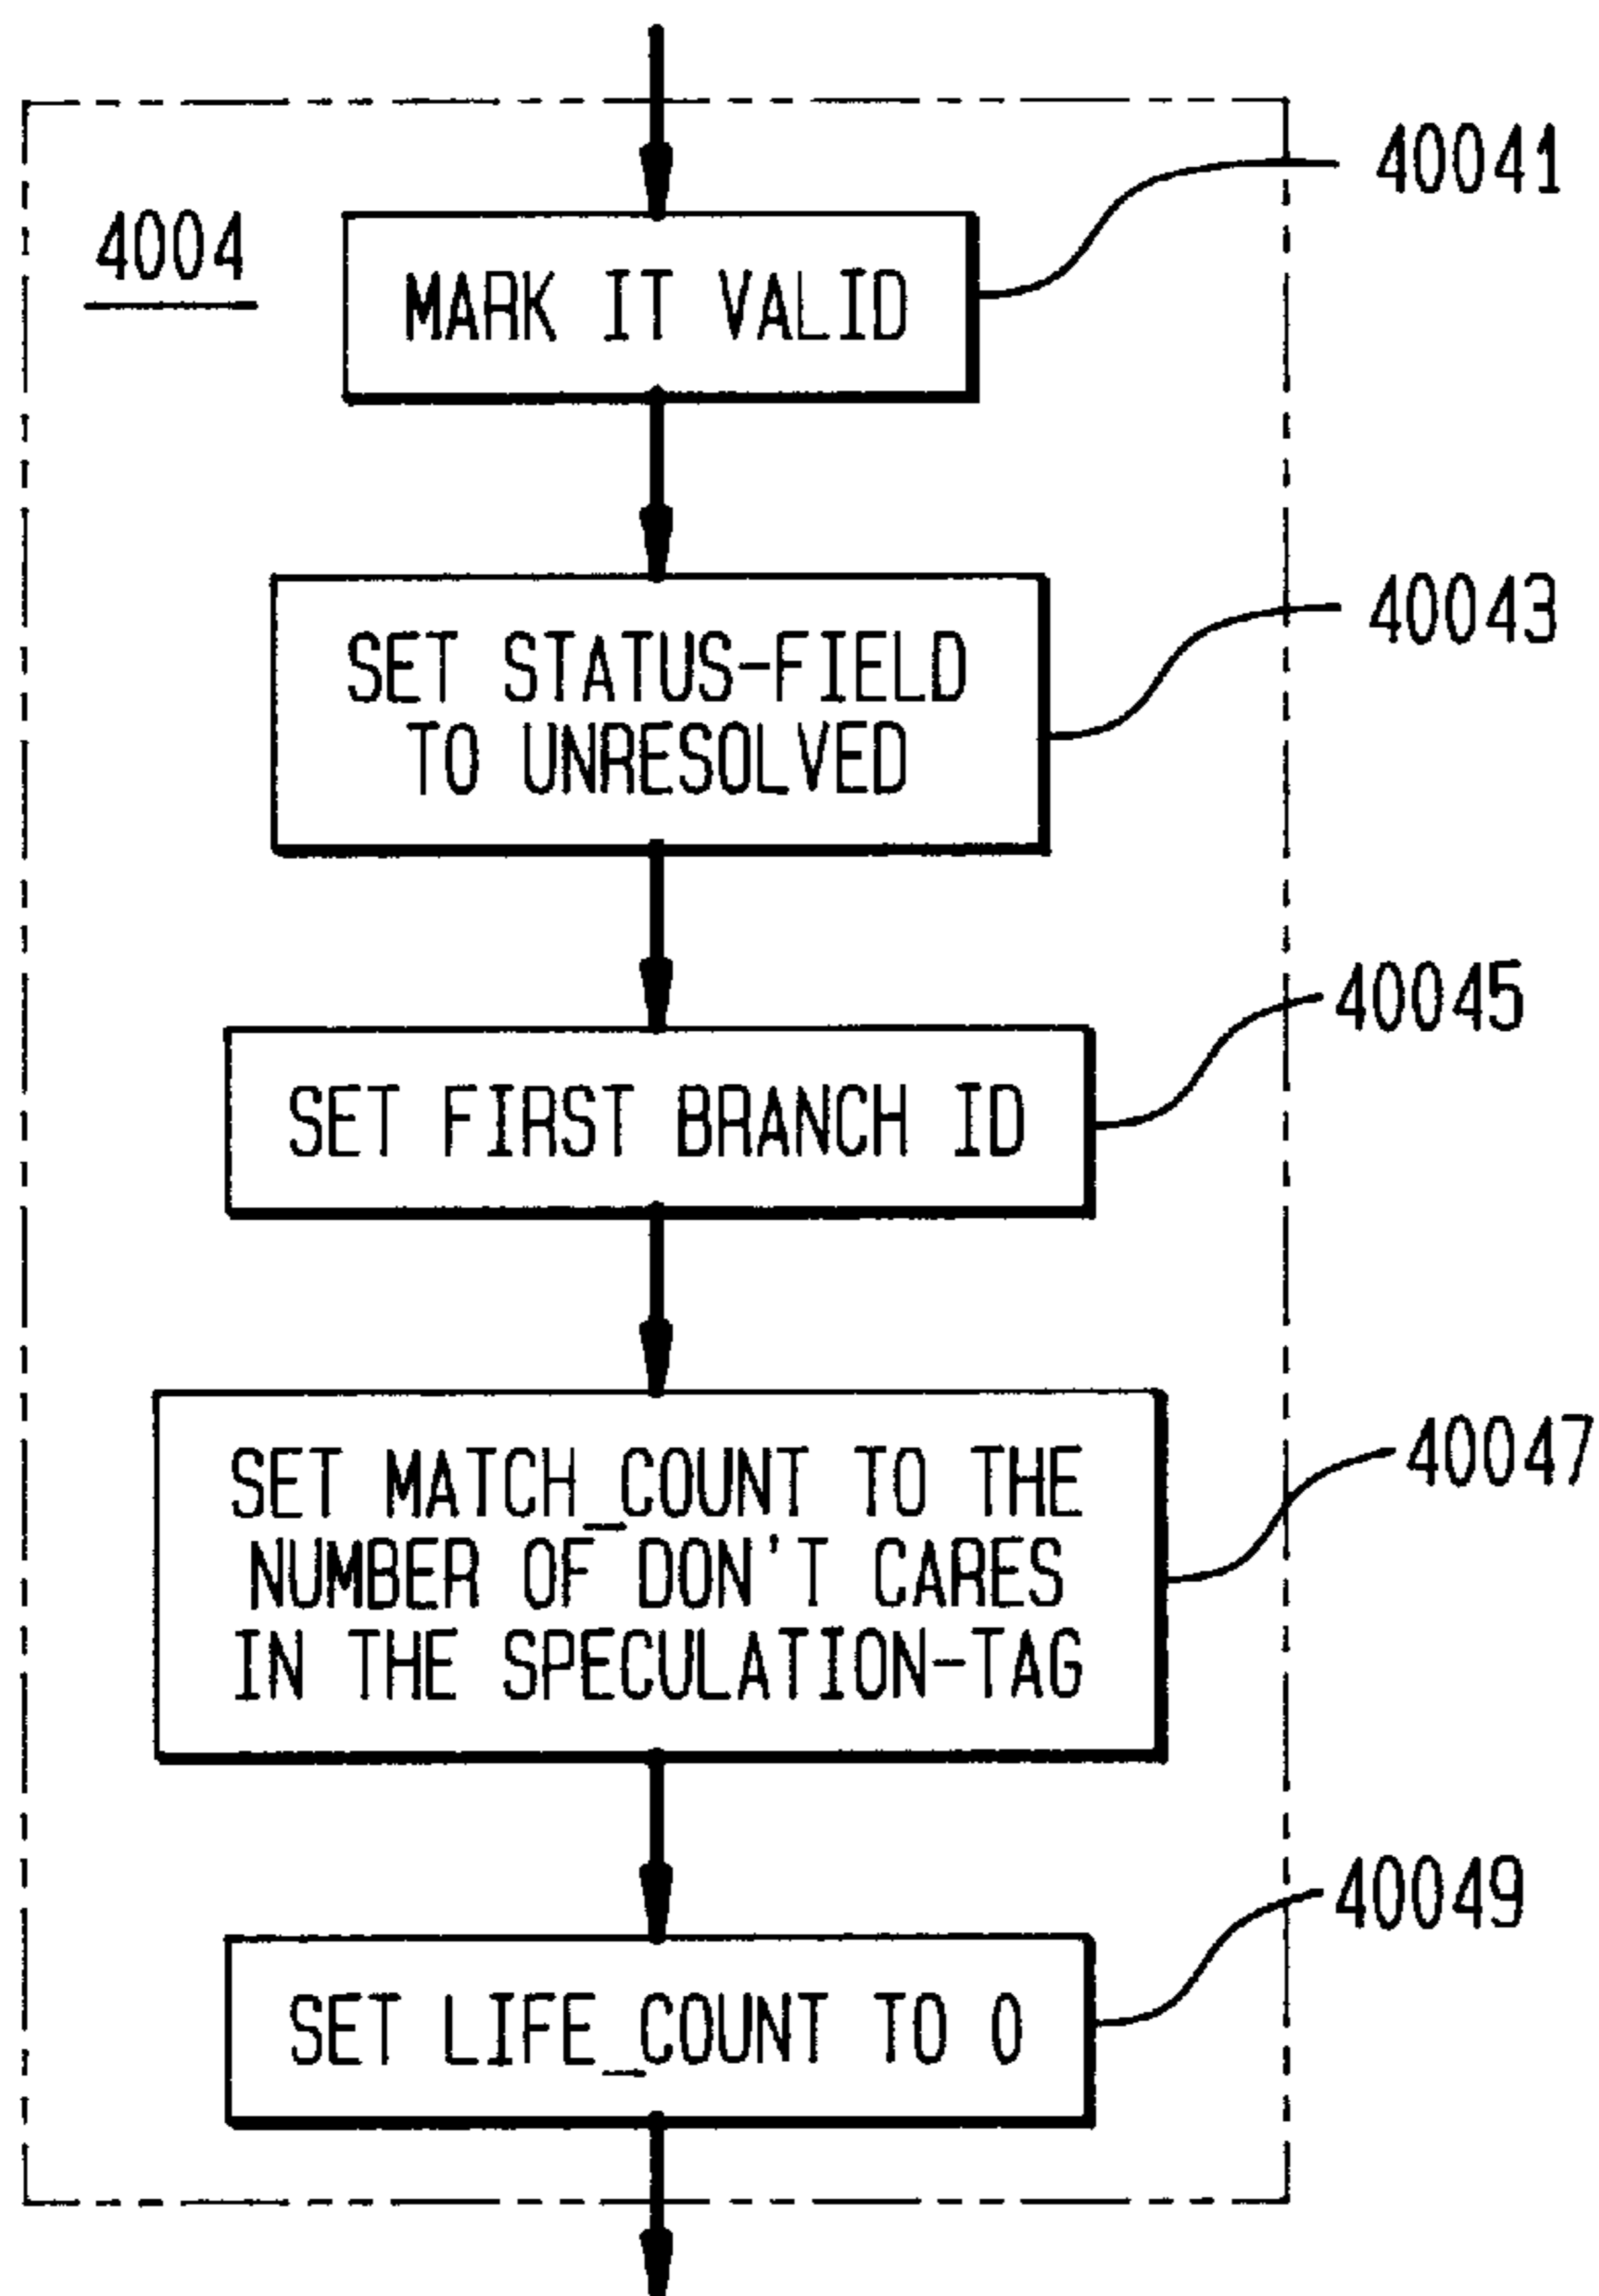 40041
4004
MARK IT VALID
40043
SET STATUS-FIELD
TO UNRESOLVED
40045
SET FIRST BRANCH ID
40047
SET MATCH_COUNT TO THE
NUMBER OF DON'T CARES
IN THE SPECULATION-TAG
40049
SET LIFE_COUNT TO 0